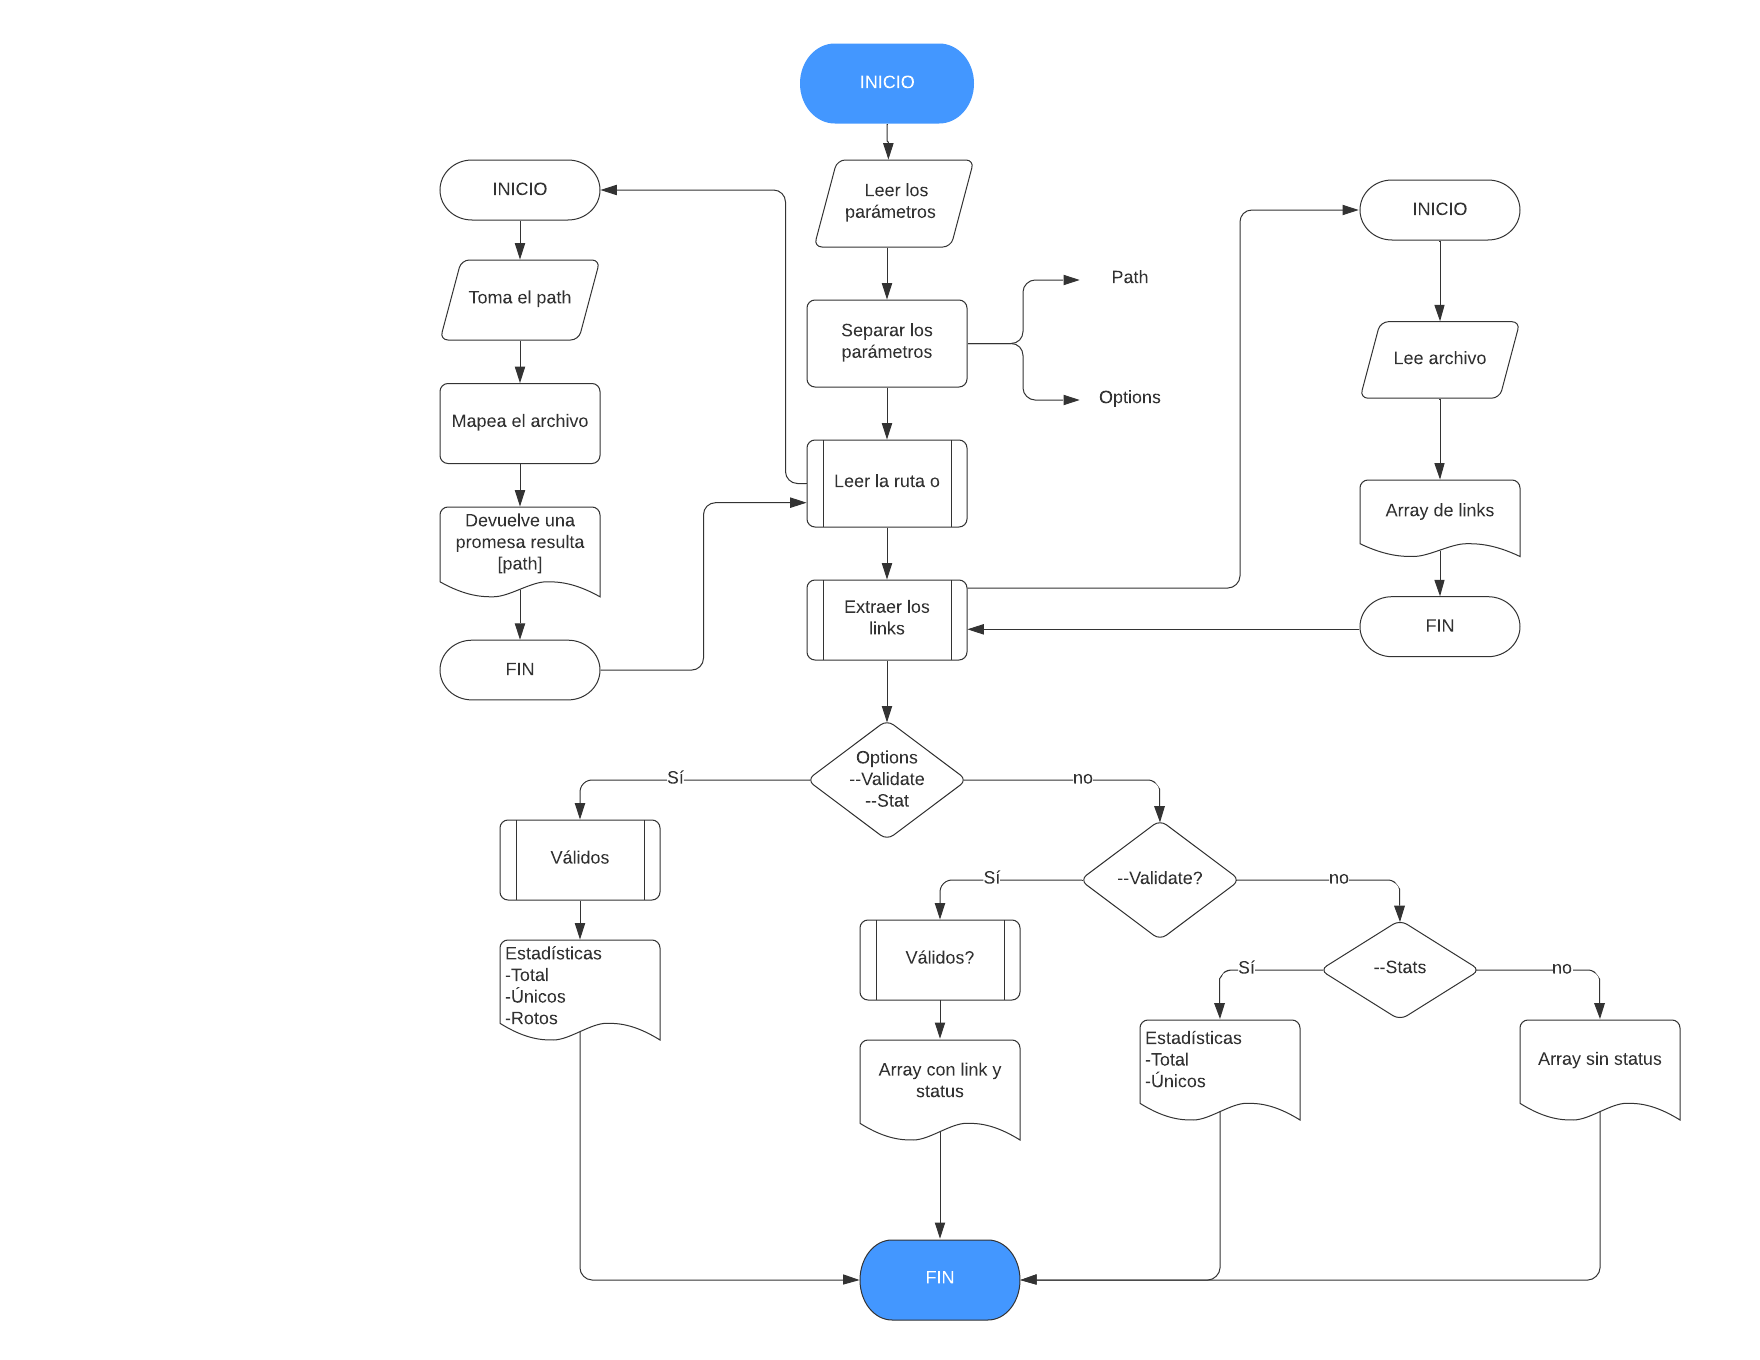 INICIO
INICIO
Leer los
parámetros
INICIO
Toma el path
Path
Separar los
parámetros
Lee archivo
Options
Mapea el archivo
Leer la ruta o
Array de links
Devuelve una
promesa resulta
[path]
Extraer los
links
FIN
FIN
Options
--Validate
--Stat
Sí
no
Válidos
--Validate?
Sí
no
Estadísticas
-Total
-Únicos
-Rotos
Válidos?
--Stats
Sí
no
Array con link y
status
Estadísticas
-Total
-Únicos
Array sin status
FIN